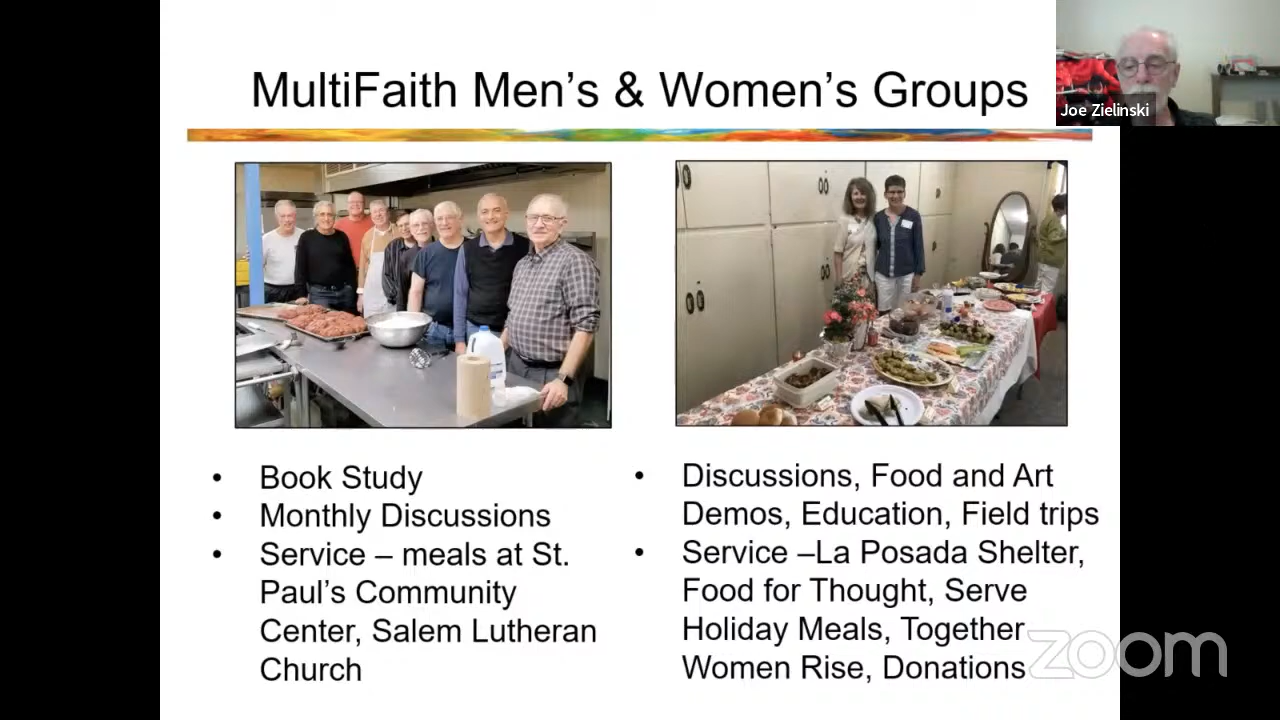 MultiFaith Men's & Women's Groups
Joe Zielinski
• Book Study
• Monthly Discussions
• Service – meals at St.
Paul's Community
Center, Salem Lutheran
Church
• Discussions, Food and Art
Demos, Education, Field trips
• Service –La Posada Shelter,
Food for Thought, Serve
Holiday Meals, Together
Women Rise, Donations
zoom